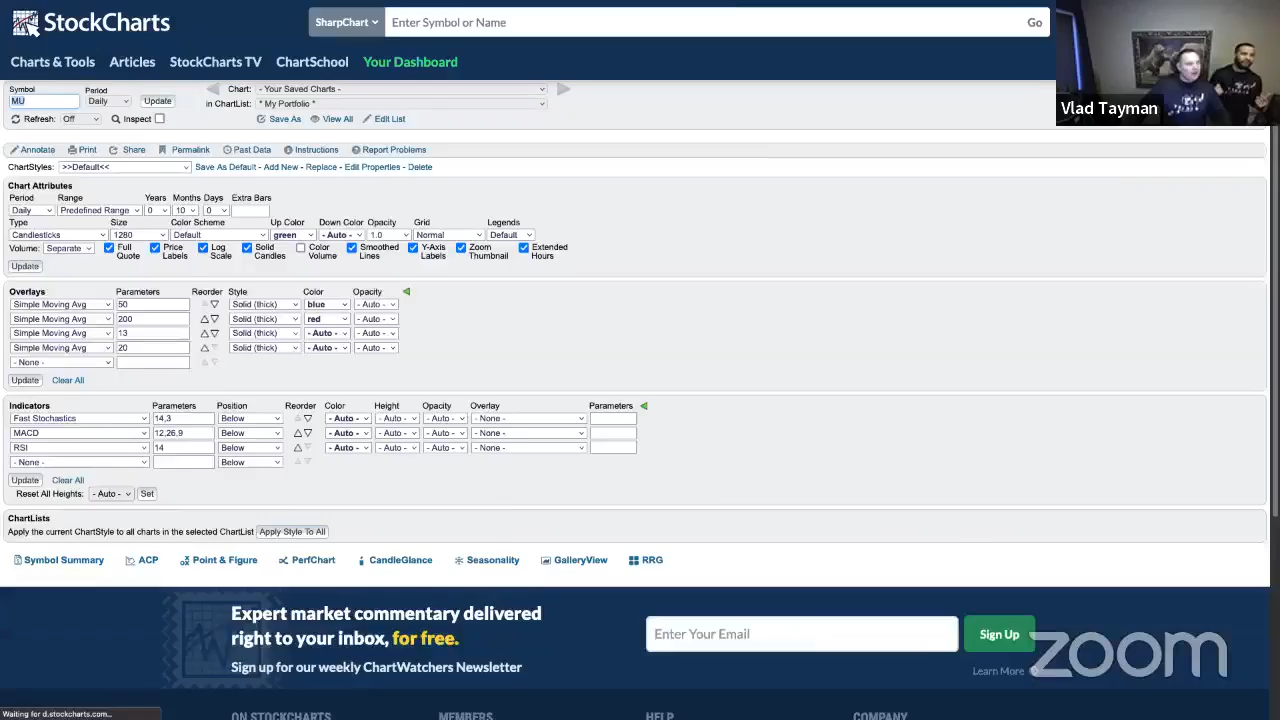 StockCharts
SharpChart
Enter Symbol or Name
Go
Charts & Tools
Articles
StockCharts TV
ChartSchool
Your Dashboard
Vlad Tayman
Symbol
Period
Chart:
- Your Saved Charts -
MU
Daily
Update
in ChartList:
* My Portfolio *
Refresh:
Off
Inspect
Save As
View All
Edit List
Annotate
Print
Share
Permalink
Past Data
Instructions
Report Problems
ChartStyles:
>>Default<<
Save As Default - Add New - Replace - Edit Properties - Delete
Chart Attributes
Period Range Years Months Days Extra Bars
Daily Predefined Range 0 10 0
Type Size Color Scheme Up Color Down Color Opacity Grid Legends
Candlesticks 1280 Default green - Auto - 1.0 Normal Default
Volume: Separate Full Quote Price Labels Log Scale Solid Candles Color Volume Smoothed Lines Y-Axis Labels Zoom Thumbnail Extended Hours
Update
Overlays Parameters Reorder Style Color Opacity
Simple Moving Avg 50 Solid (thick) blue - Auto -
Simple Moving Avg 200 Solid (thick) red - Auto -
Simple Moving Avg 13 Solid (thick) - Auto - - Auto -
Simple Moving Avg 20 Solid (thick) - Auto - - Auto -
- None -
Update Clear All
Indicators Parameters Position Reorder Color Height Opacity Overlay Parameters
Fast Stochastics 14,3 Below - Auto - - Auto - - Auto - - None -
MACD 12,26,9 Below - Auto - - Auto - - Auto - - None -
RSI 14 Below - Auto - - Auto - - Auto - - None -
- None - Below
Update Clear All
Reset All Heights: - Auto - Set
ChartLists
Apply the current ChartStyle to all charts in the selected ChartList Apply Style To All
Symbol Summary
ACP
Point & Figure
PerfChart
CandleGlance
Seasonality
GalleryView
RRG
Expert market commentary delivered
right to your inbox, for free.
Sign up for our weekly ChartWatchers Newsletter
Enter Your Email
Sign Up
Learn More
zoom
Waiting for d.stockcharts.com...
ON STOCKCHARTS
MEMBERS
HELP
COMPANY